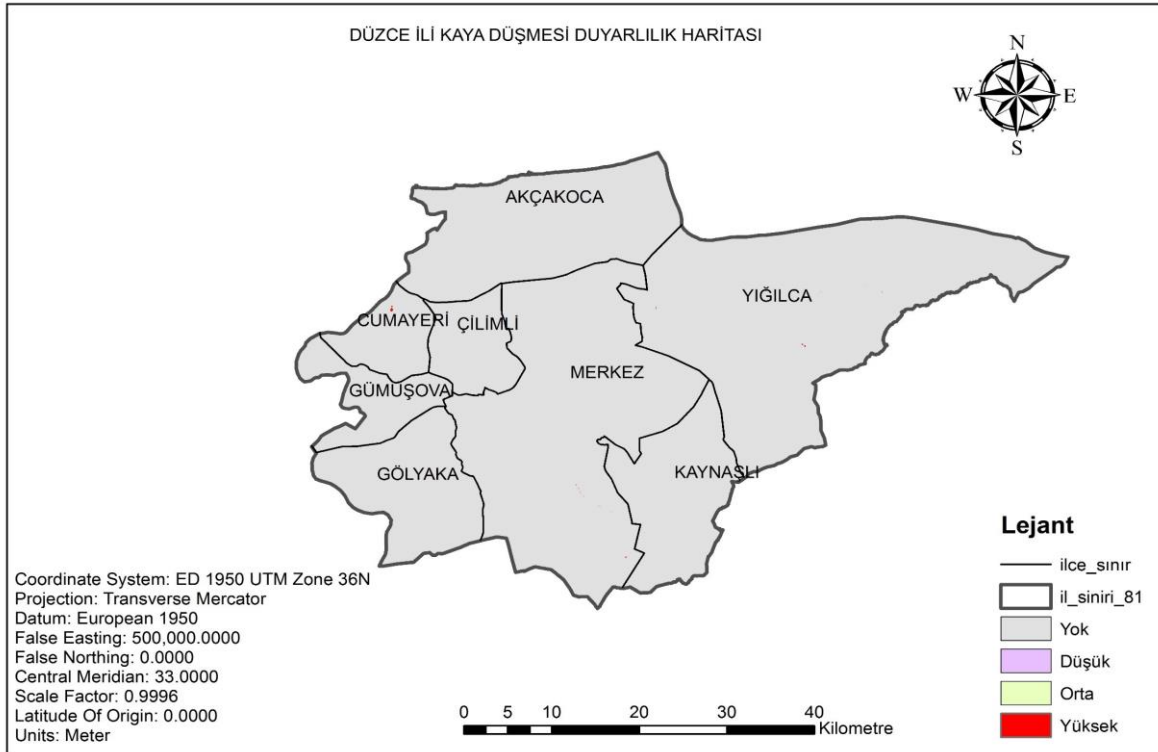 DÜZCE İLİ KAYA DÜŞMESİ DUYARLILIK HARİTASI
N
W E
S
AKÇAKOCA
YIĞILCA
CUMAYERİ ÇİLİMLİ
MERKEZ
GÜMÜŞOVA
GÖLYAKA
KAYNAŞLI
Lejant
ilce_sınır
il_siniri_81
Yok
Düşük
Orta
Yüksek
Coordinate System: ED 1950 UTM Zone 36N
Projection: Transverse Mercator
Datum: European 1950
False Easting: 500,000.0000
False Northing: 0.0000
Central Meridian: 33.0000
Scale Factor: 0.9996
Latitude Of Origin: 0.0000
Units: Meter
0 5 10 20 30 40
Kilometre